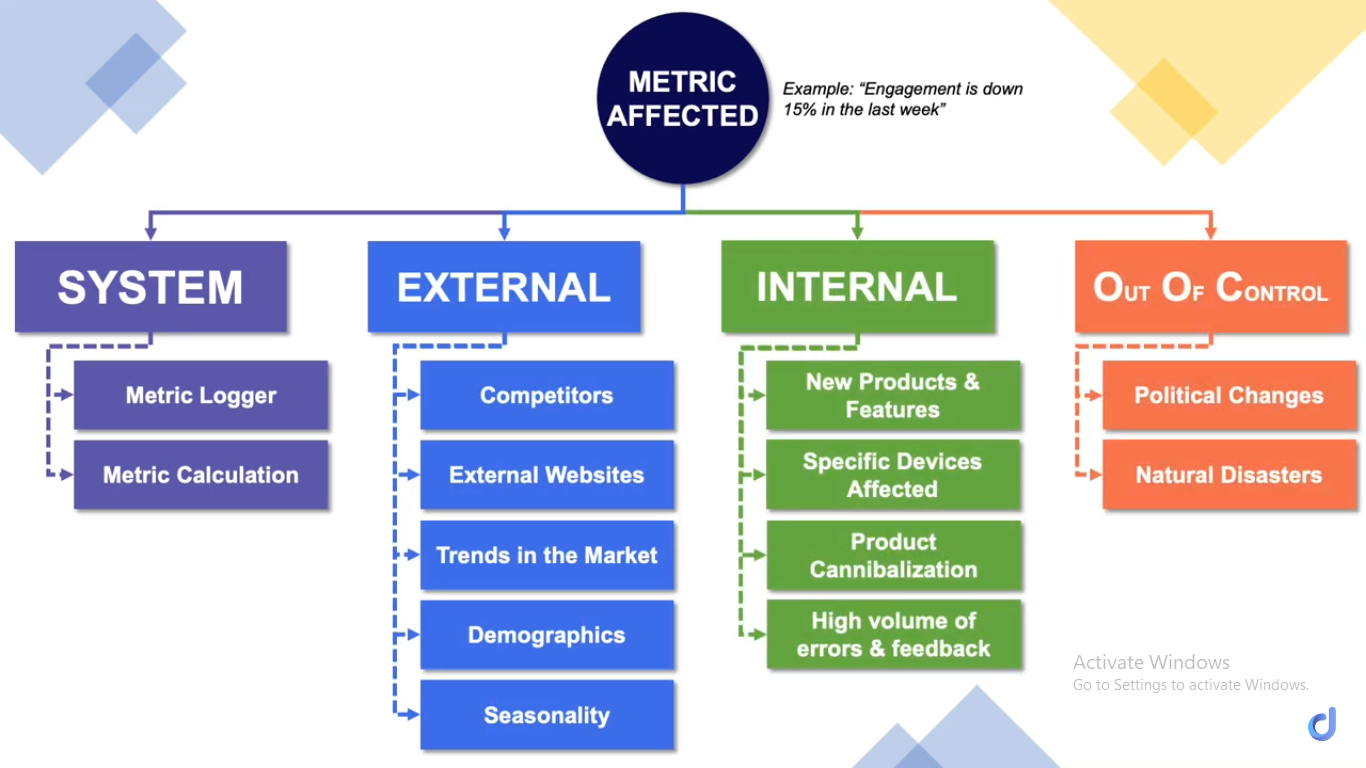 METRIC
AFFECTED
Example: “Engagement is down
15% in the last week”
SYSTEM
Metric Logger
Metric Calculation
EXTERNAL
Competitors
External Websites
Trends in the Market
Demographics
Seasonality
INTERNAL
New Products &
Features
Specific Devices
Affected
Product
Cannibalization
High volume of
errors & feedback
OUT OF CONTROL
Political Changes
Natural Disasters
Activate Windows
Go to Settings to activate Windows.